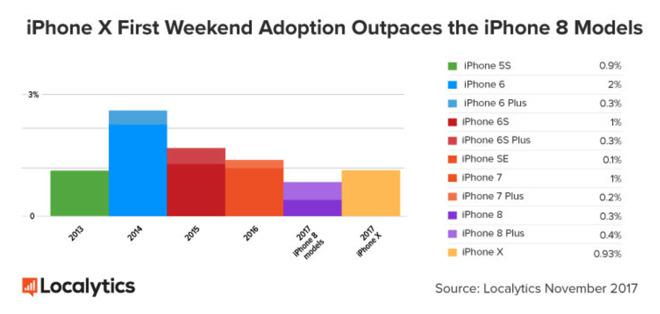 iPhone X First Weekend Adoption Outpaces the iPhone 8 Models
3%
0
2013
2014
2015
2016
2017
iPhone 8
models
2017
iPhone X
iPhone 5S 0.9%
iPhone 6 2%
iPhone 6 Plus 0.3%
iPhone 6S 1%
iPhone 6S Plus 0.3%
iPhone SE 0.1%
iPhone 7 1%
iPhone 7 Plus 0.2%
iPhone 8 0.3%
iPhone 8 Plus 0.4%
iPhone X 0.93%
Localytics
Source: Localytics November 2017